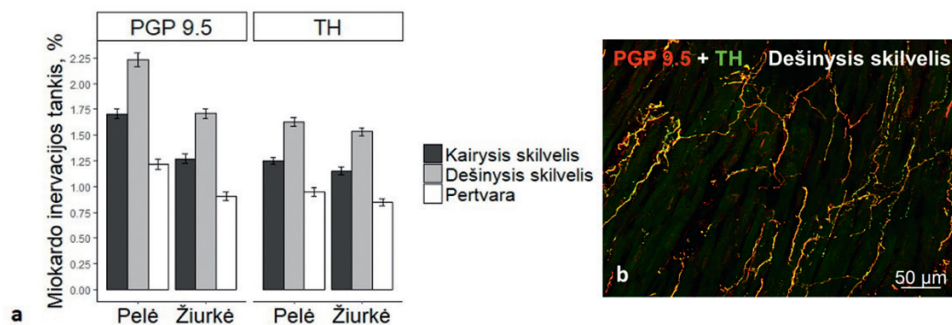 PGP 9.5 TH
Miokardo inervacijos tankis, %
2.25
2.00
1.75
1.50
1.25
1.00
0.75
0.50
0.25
0.00
Pelė Žiurkė Pelė Žiurkė
Kairysis skilvelis
Dešinysis skilvelis
Pertvara
a
PGP 9.5 + TH Dešinysis skilvelis
b
50 µm